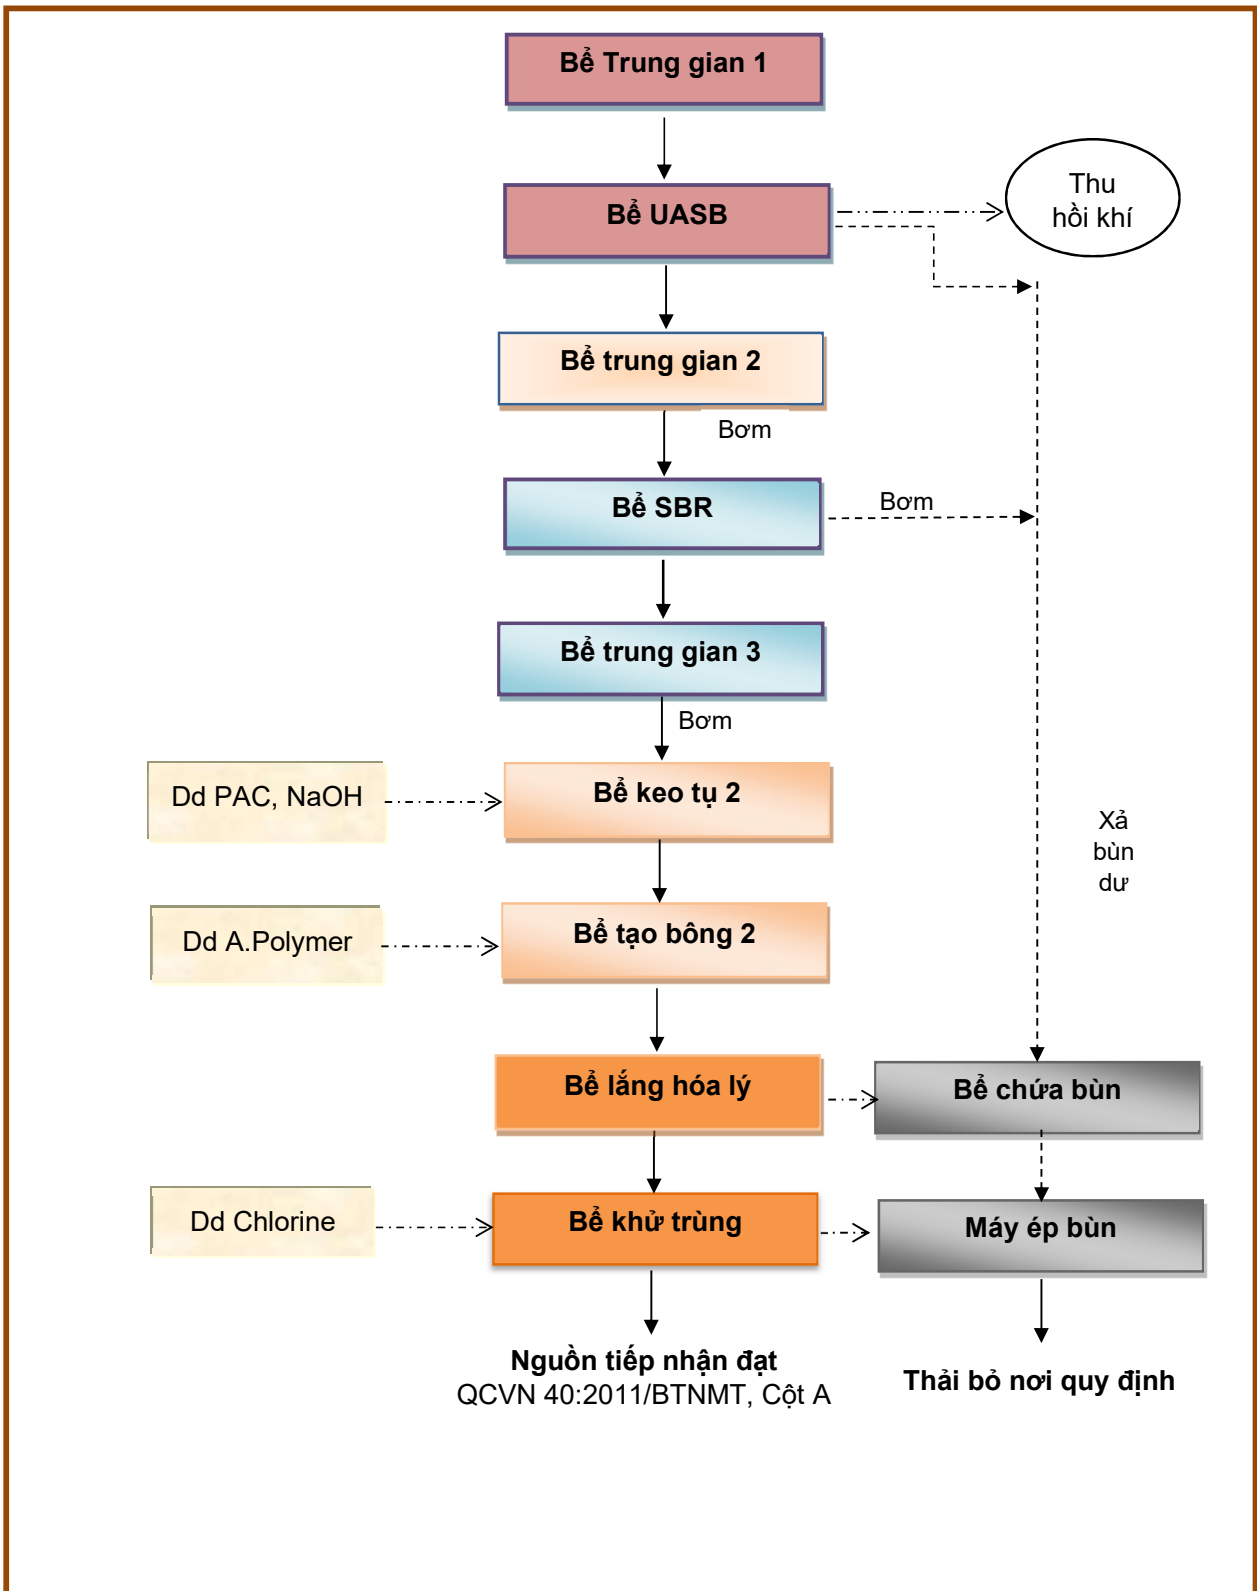 Bể Trung gian 1
Bể UASB
Thu
hồi khí
Bể trung gian 2
Bơm
Bể SBR
Bơm
Bể trung gian 3
Bơm
Dd PAC, NaOH
Bể keo tụ 2
Xả
bùn
dư
Dd A.Polymer
Bể tạo bông 2
Bể lắng hóa lý
Bể chứa bùn
Dd Chlorine
Bể khử trùng
Máy ép bùn
Nguồn tiếp nhận đạt
QCVN 40:2011/BTNMT, Cột A
Thải bỏ nơi quy định